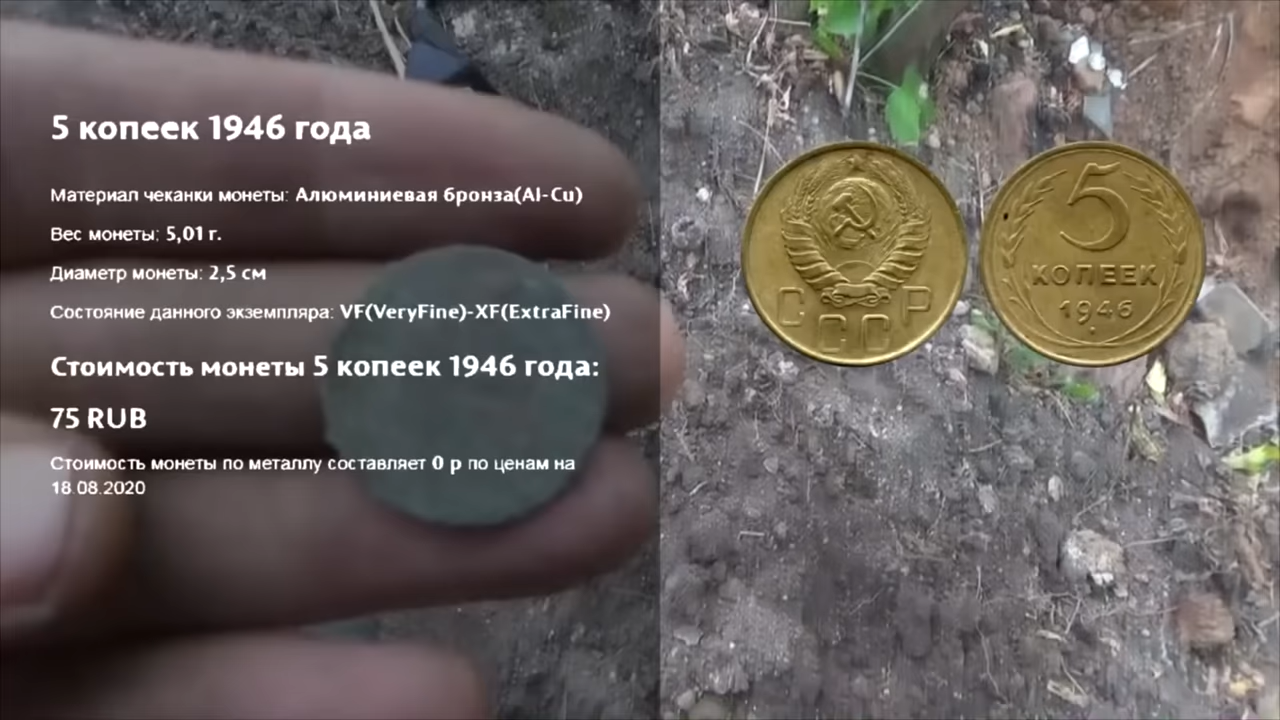 5 копеек 1946 года
Материал чеканки монеты: Алюминиевая бронза(Al-Cu)
Вес монеты: 5,01 г.
Диаметр монеты: 2,5 см
Состояние данного экземпляра: VF(VeryFine)-XF(ExtraFine)
Стоимость монеты 5 копеек 1946 года:
75 RUB
Стоимость монеты по металлу составляет 0 р по ценам на
18.08.2020
С ССС Р
5
КОПЕЕК
1946